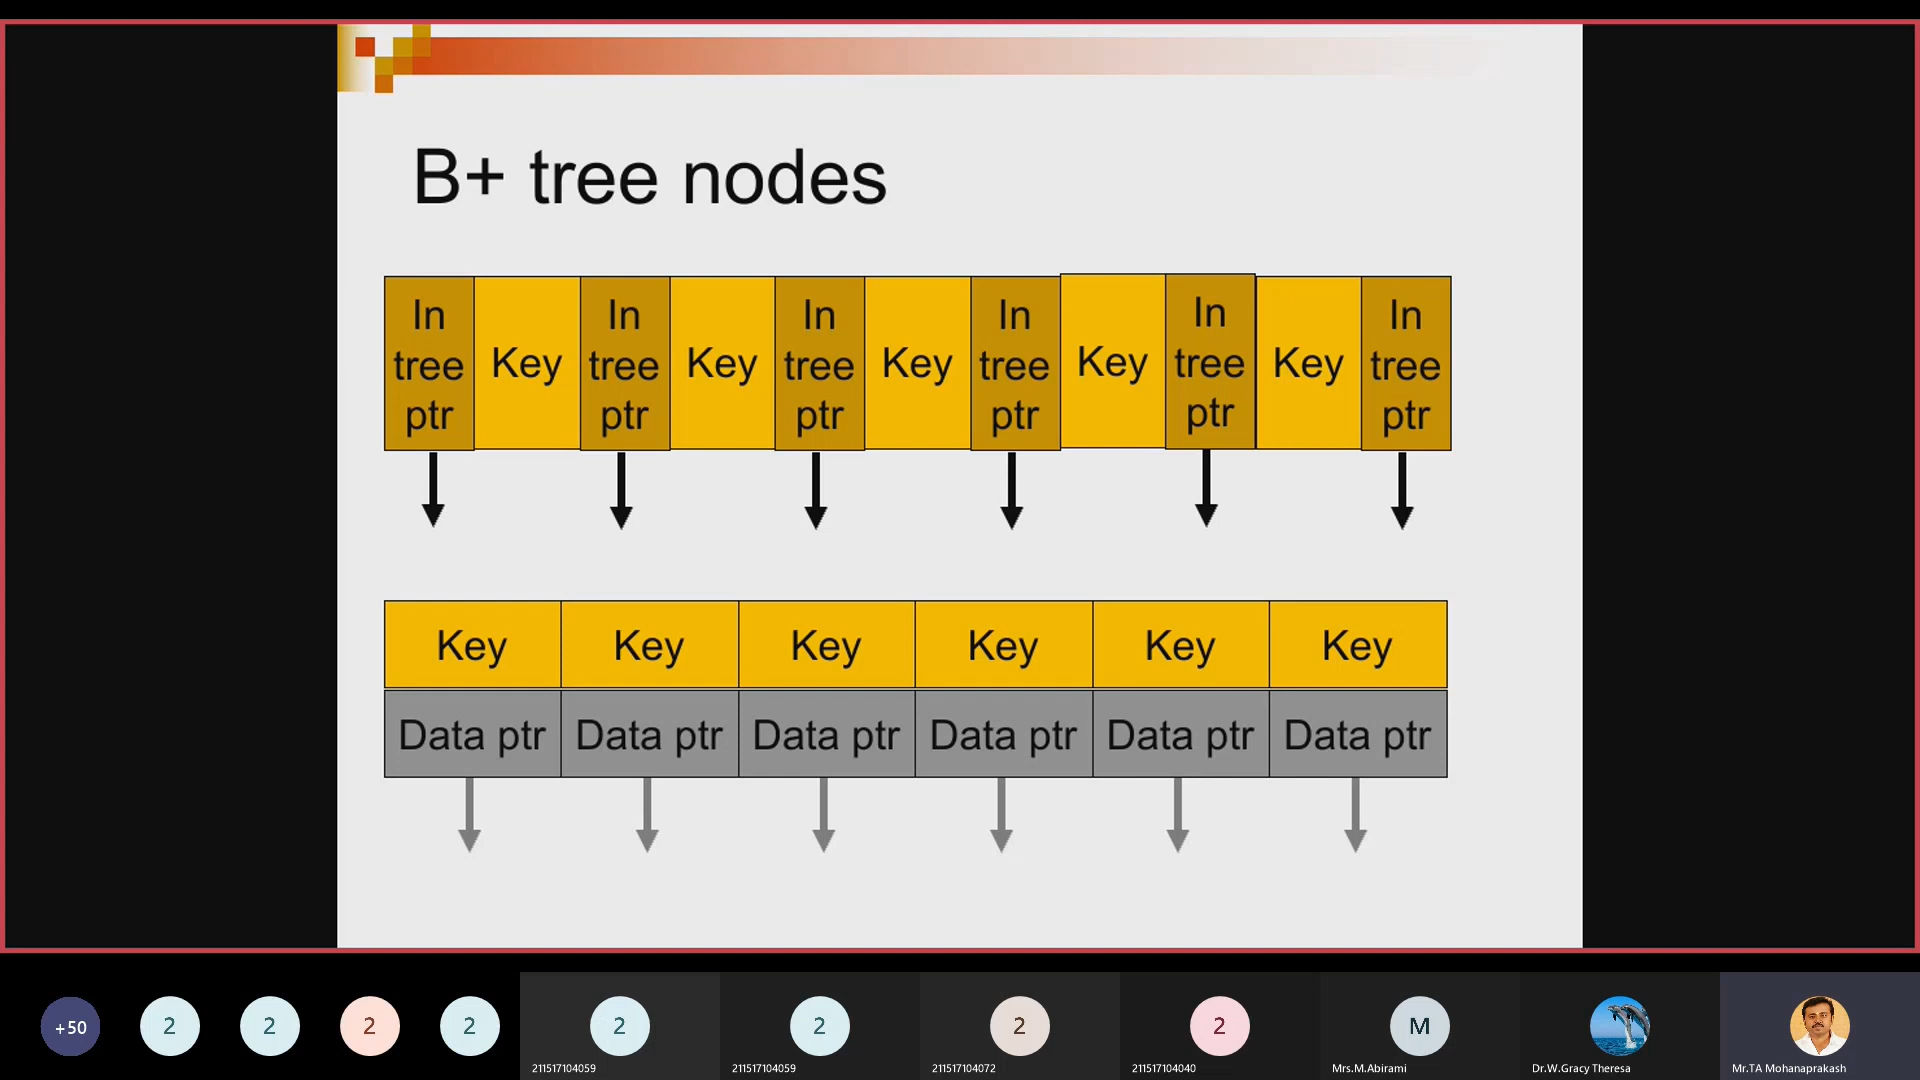 B+ tree nodes
In tree ptr
Key
In tree ptr
Key
In tree ptr
Key
In tree ptr
Key
In tree ptr
Key
In tree ptr
Key Key Key Key Key Key
Data ptr Data ptr Data ptr Data ptr Data ptr Data ptr
+50 2 2 2 2 2 2 2 2 M
211517104059 211517104059 211517104072 211517104040 Mrs.M.Abirami Dr.W.Gracy Theresa Mr.TA Mohanaprakash